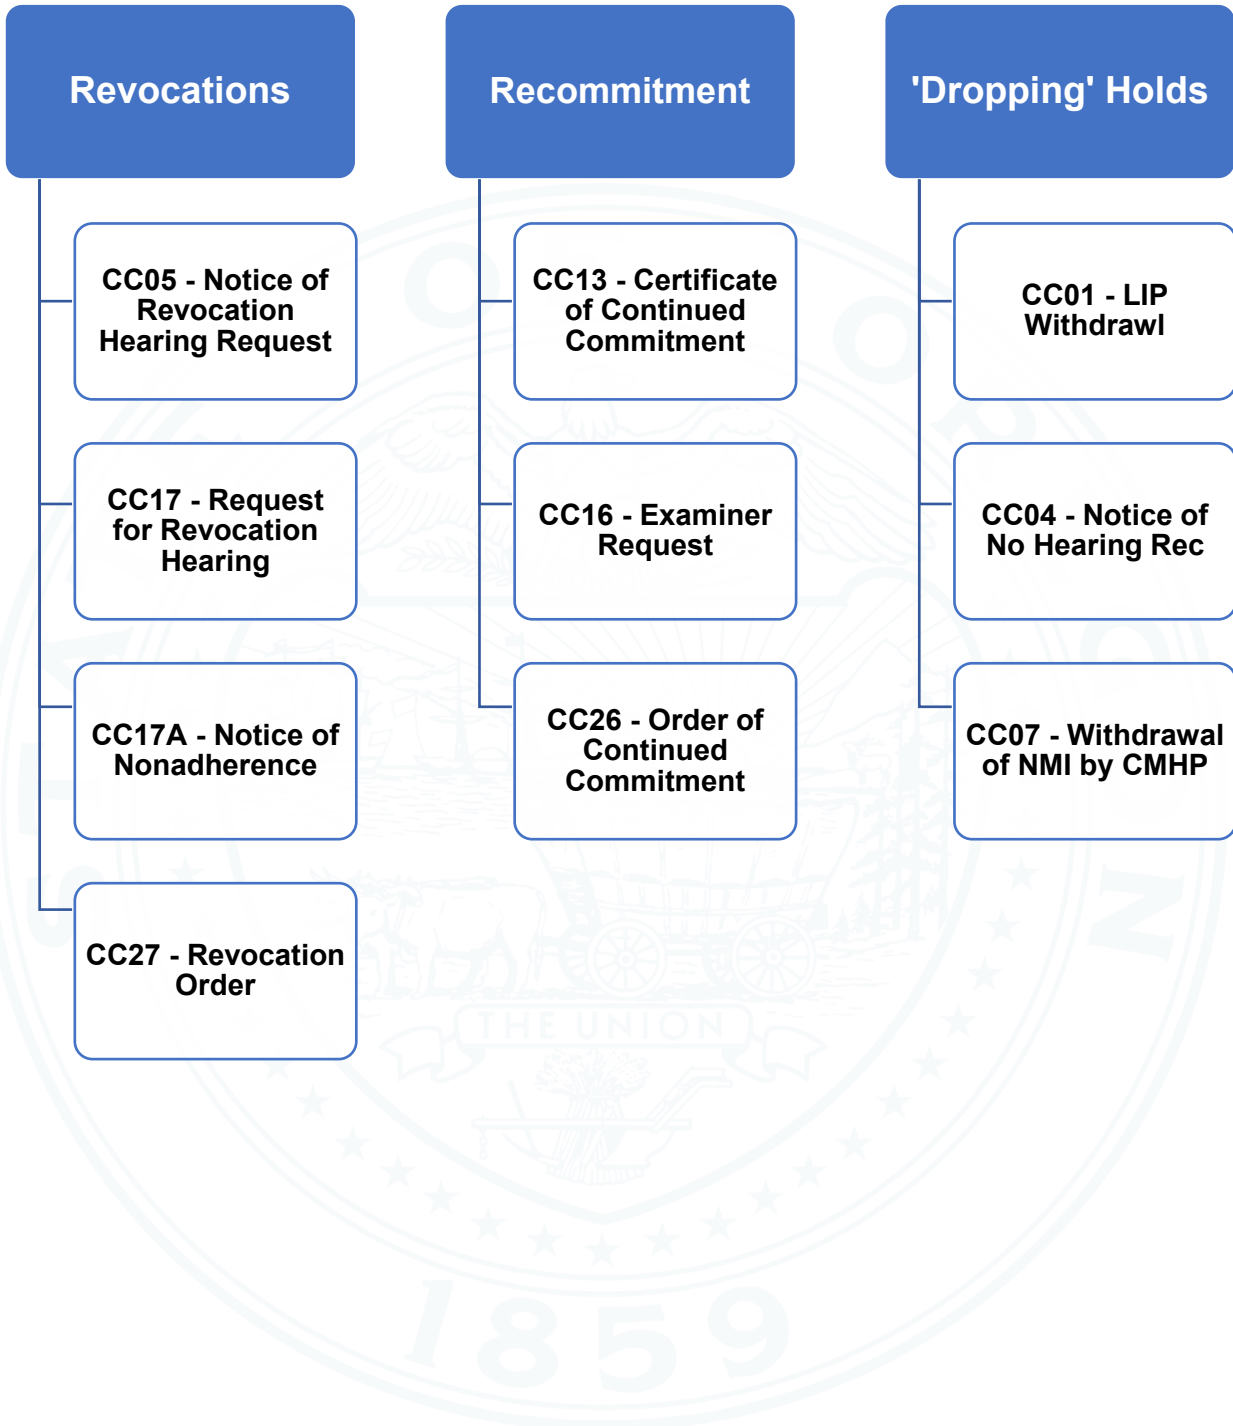 Revocations
CC05 - Notice of
Revocation
Hearing Request
CC17 - Request
for Revocation
Hearing
CC17A - Notice of
Nonadherence
CC27 - Revocation
Order
Recommitment
CC13 - Certificate
of Continued
Commitment
CC16 - Examiner
Request
CC26 - Order of
Continued
Commitment
'Dropping' Holds
CC01 - LIP
Withdrawl
CC04 - Notice of
No Hearing Rec
CC07 - Withdrawal
of NMI by CMHP
THE UNION
1859